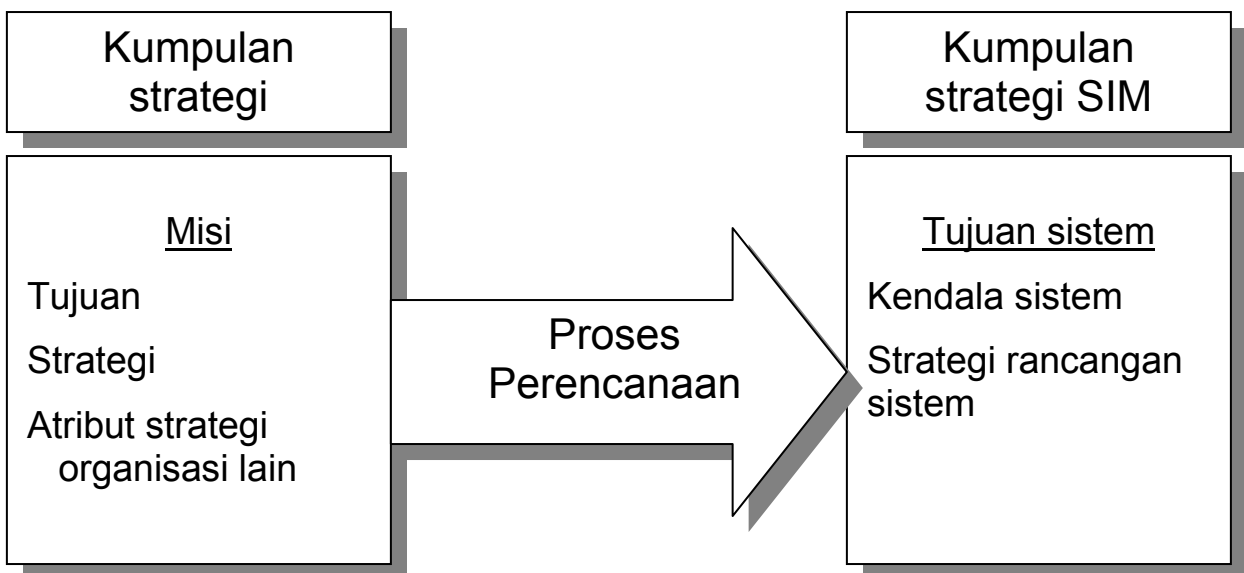 Kumpulan
strategi
Misi
Tujuan
Strategi
Atribut strategi
organisasi lain
Proses
Perencanaan
Kumpulan
strategi SIM
Tujuan sistem
Kendala sistem
Strategi rancangan
sistem